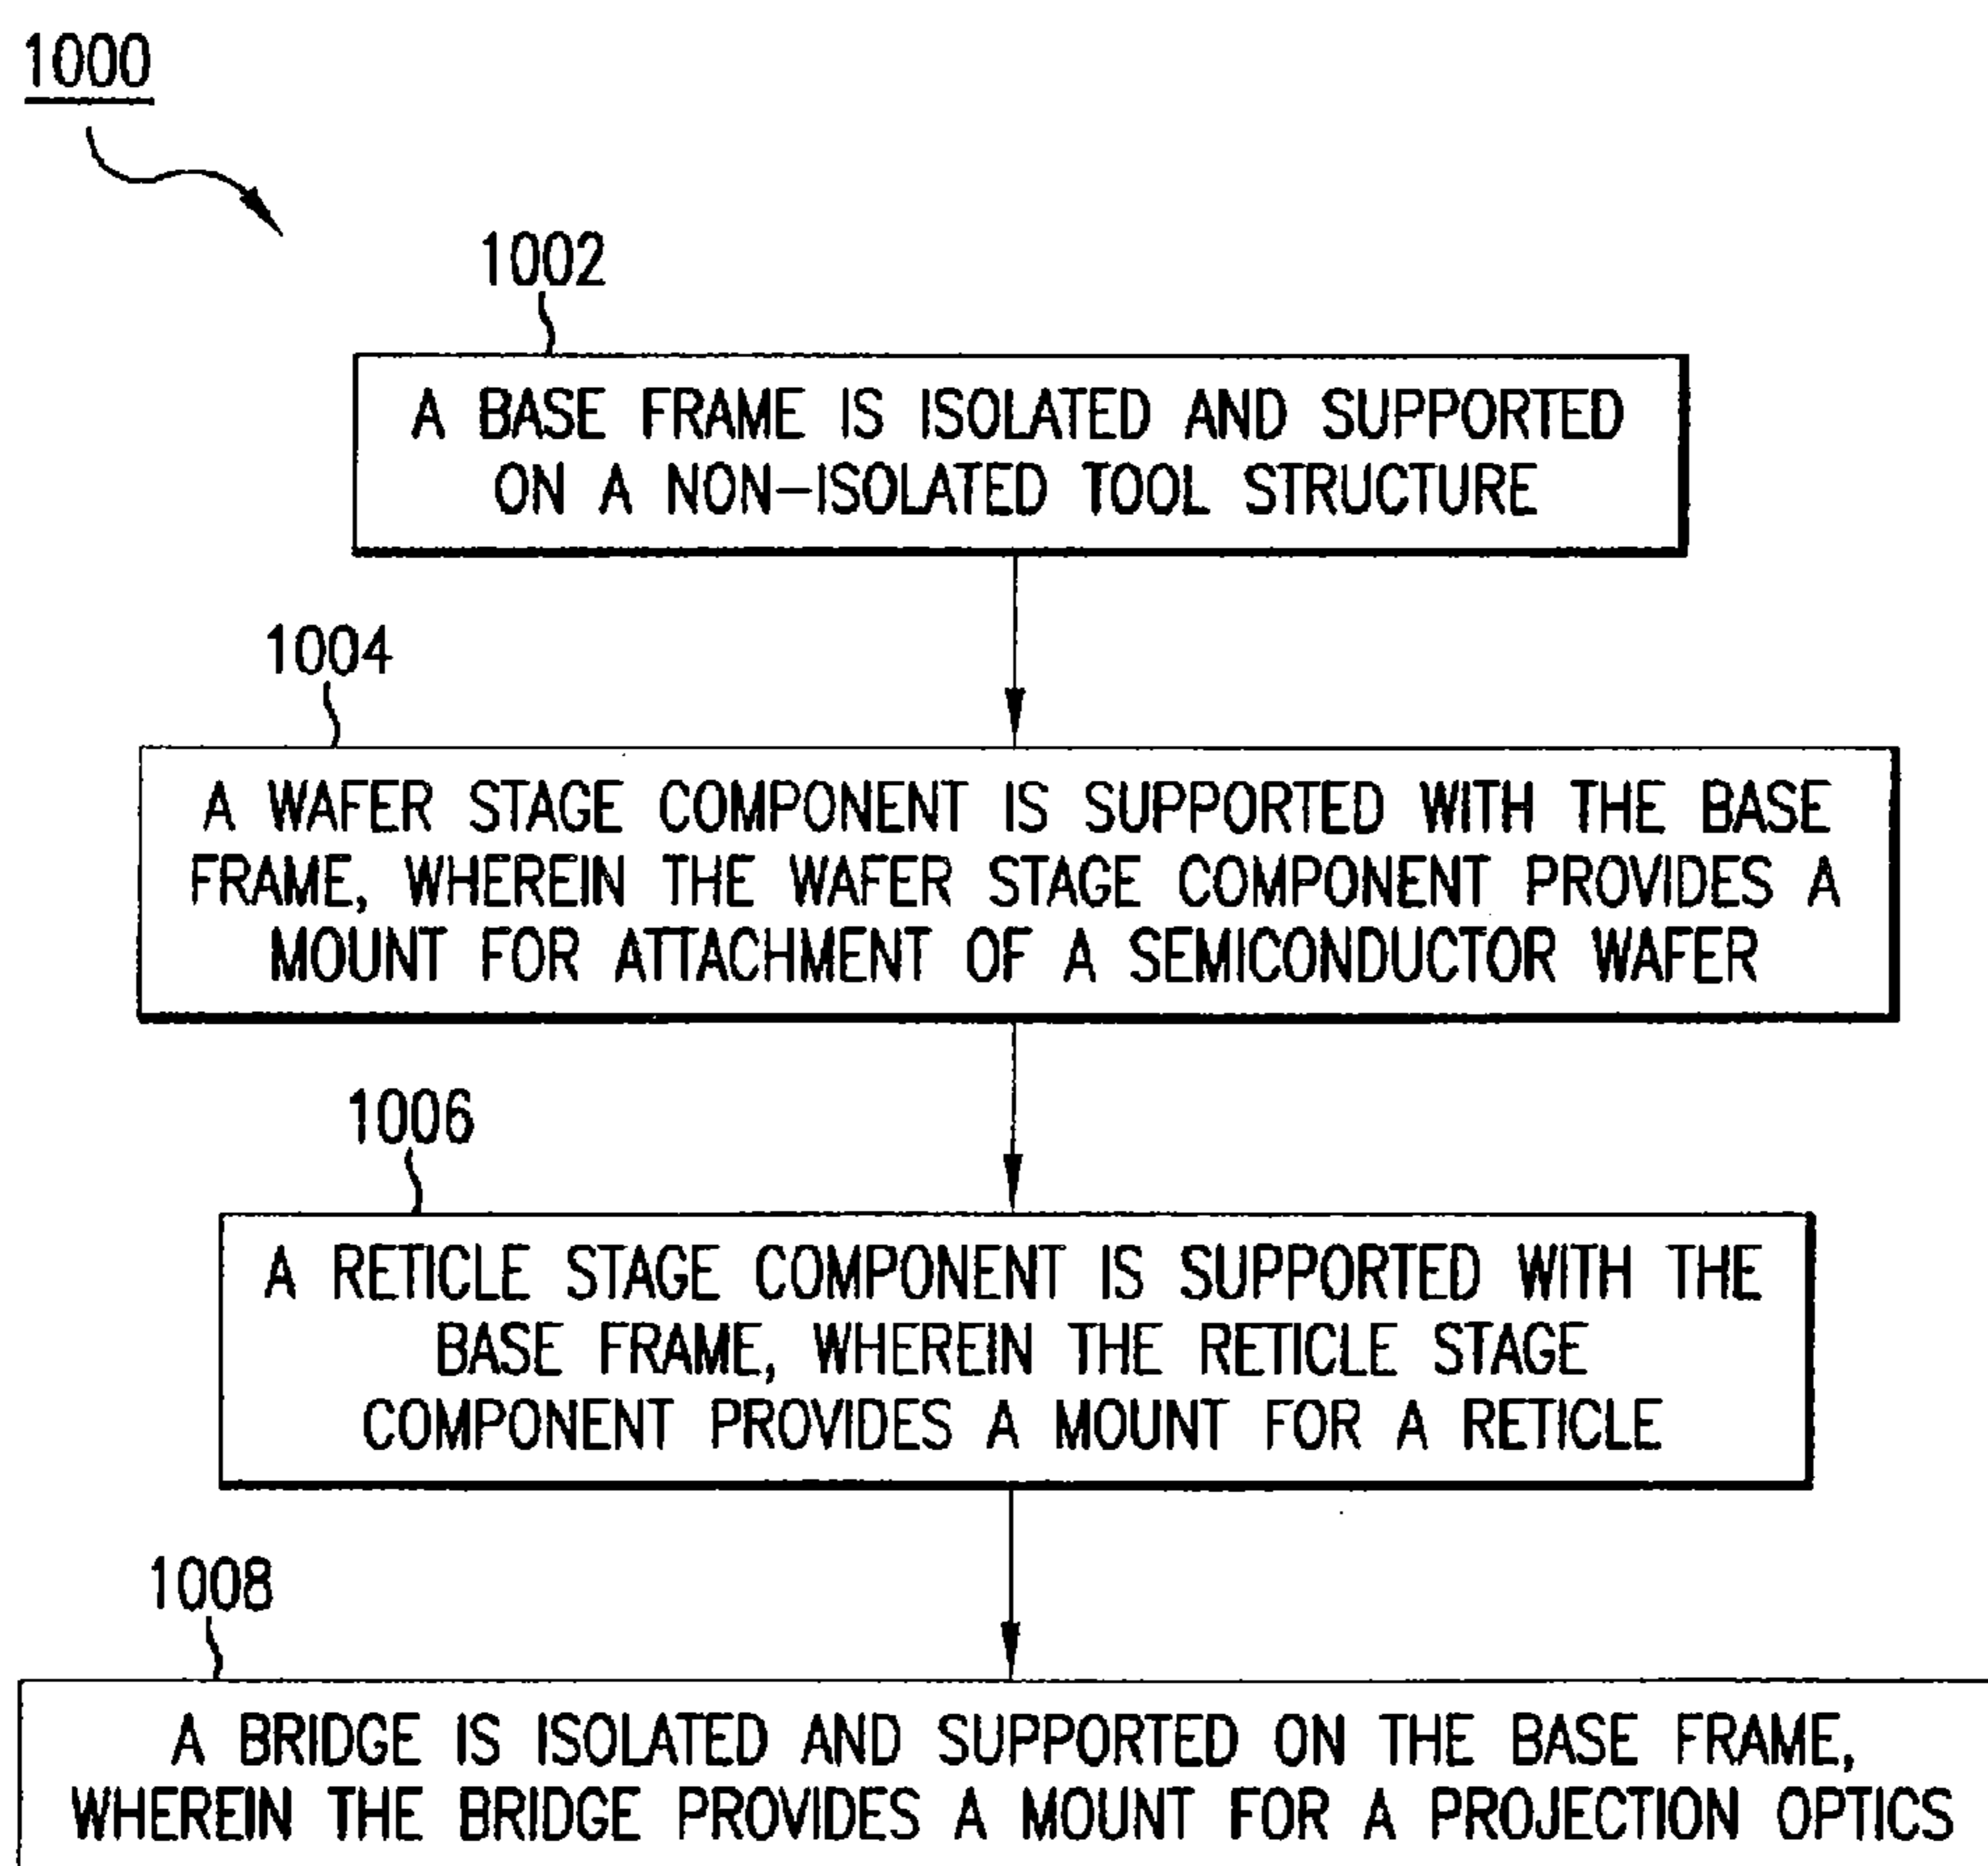 1000
1002
A BASE FRAME IS ISOLATED AND SUPPORTED
ON A NON-ISOLATED TOOL STRUCTURE
1004
A WAFER STAGE COMPONENT IS SUPPORTED WITH THE BASE
FRAME, WHEREIN THE WAFER STAGE COMPONENT PROVIDES A
MOUNT FOR ATTACHMENT OF A SEMICONDUCTOR WAFER
1006
A RETICLE STAGE COMPONENT IS SUPPORTED WITH THE
BASE FRAME, WHEREIN THE RETICLE STAGE
COMPONENT PROVIDES A MOUNT FOR A RETICLE
1008
A BRIDGE IS ISOLATED AND SUPPORTED ON THE BASE FRAME,
WHEREIN THE BRIDGE PROVIDES A MOUNT FOR A PROJECTION OPTICS